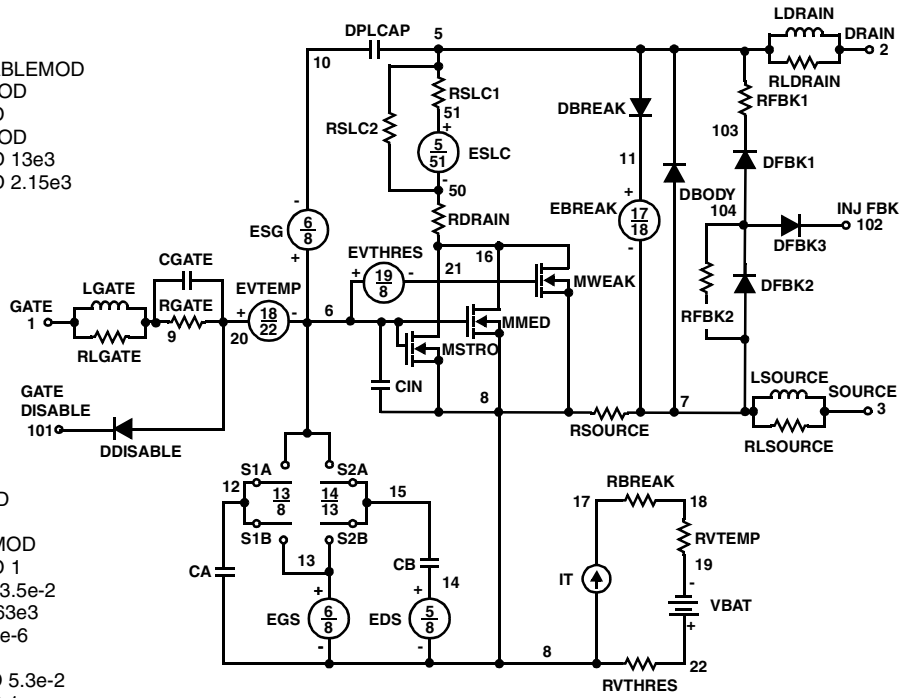 LDRAIN
DPLCAP
5
DRAIN
2
10
RLDRAIN
ABLEMOD
OD
D
OD
D 13e3
D 2.15e3
RSLC1
51
+
RSLC2
5
51
ESLC
-
50
DBREAK
RFBK1
103
11
DFBK1
DBODY
-
6
8
ESG
+
RDRAIN
+
EBREAK
17
18
-
104
INJ FBK
102
DFBK3
EVTHRES
16
21
+
19
8
-
MWEAK
CGATE
LGATE
EVTEMP
GATE
1
RGATE
+
18
22
-
6
MMED
DFBK2
RFBK2
9
20
RLGATE
MSTRO
CIN
LSOURCE
GATE
DISABLE
101
8
7
SOURCE
3
RSOURCE
RLSOURCE
DDISABLE
S1A
S2A
12
13
8
14
13
15
S1B
S2B
RBREAK
17
18
D
RVTEMP
MOD
D 1
3.5e-2
63e3
e-6
13
CA
CB
14
19
IT
-
VBAT
+
+
EGS
6
8
-
+
EDS
5
8
-
8
22
D 5.3e-2
RVTHRES